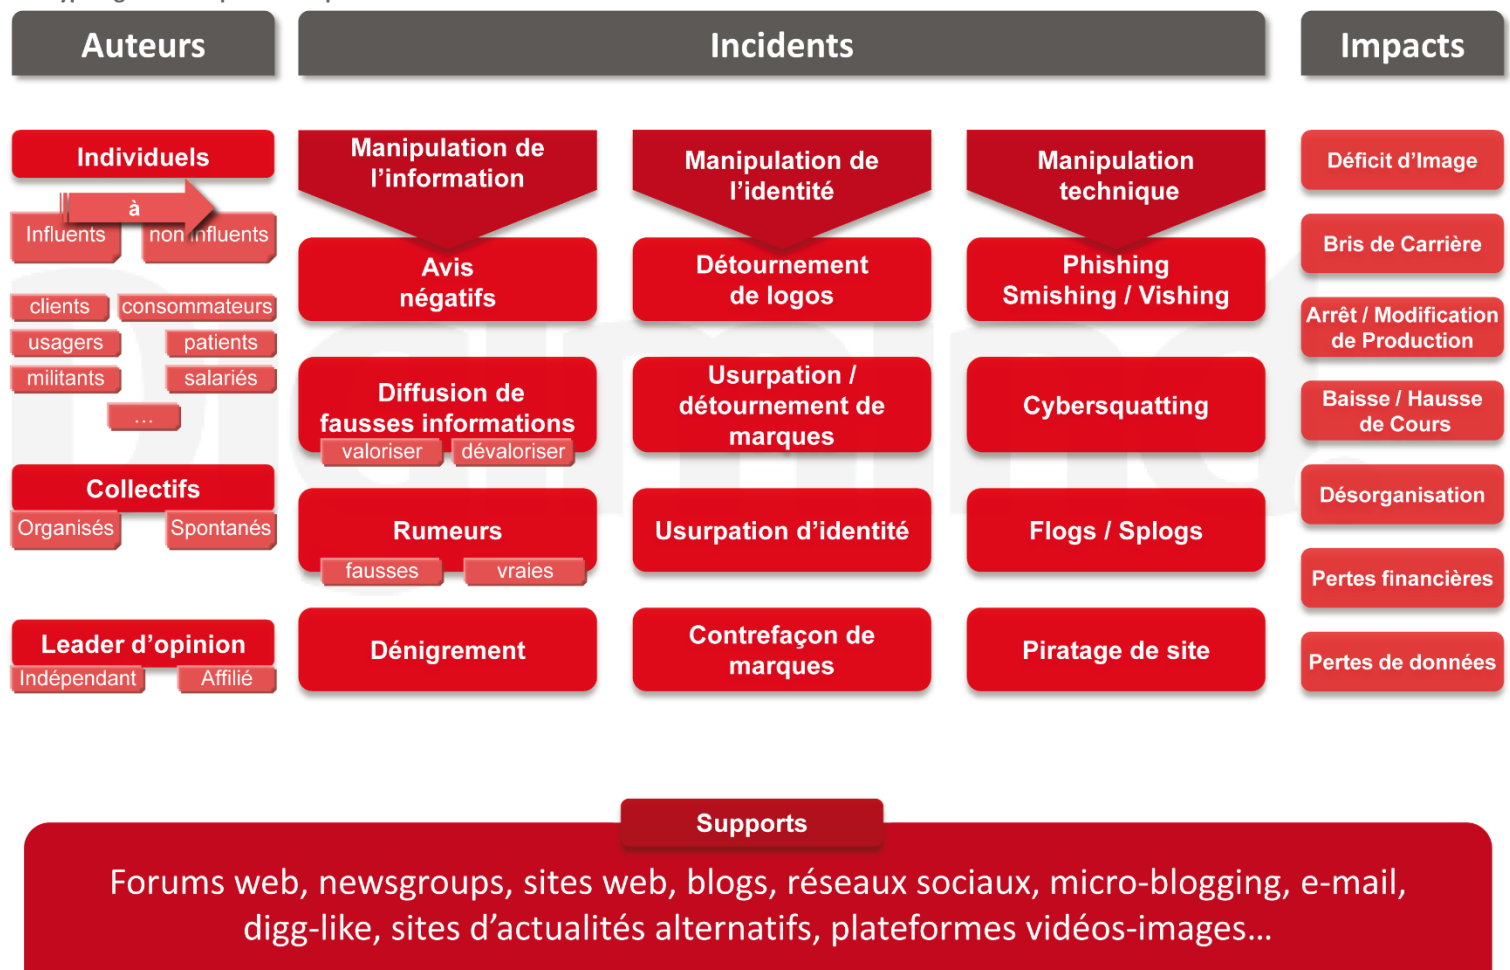 Auteurs
Incidents
Impacts
Individuels
à
Influents
non influents
clients
consommateurs
usagers
patients
militants
salariés
...
Collectifs
Organisés
Spontanés
Leader d'opinion
Indépendant
Affilié
Manipulation de
l'information
Avis
négatifs
Diffusion de
fausses informations
valoriser
dévaloriser
Rumeurs
fausses
vraies
Dénigrement
Manipulation de
l'identité
Détournement
de logos
Usurpation /
détournement de
marques
Usurpation d'identité
Contrefaçon de
marques
Manipulation
technique
Phishing
Smishing / Vishing
Cybersquatting
Flogs / Splogs
Piratage de site
Déficit d'Image
Bris de Carrière
Arrêt / Modification
de Production
Baisse / Hausse
de Cours
Désorganisation
Pertes financières
Pertes de données
Supports
Forums web, newsgroups, sites web, blogs, réseaux sociaux, micro-blogging, e-mail,
digg-like, sites d'actualités alternatifs, plateformes vidéos-images...